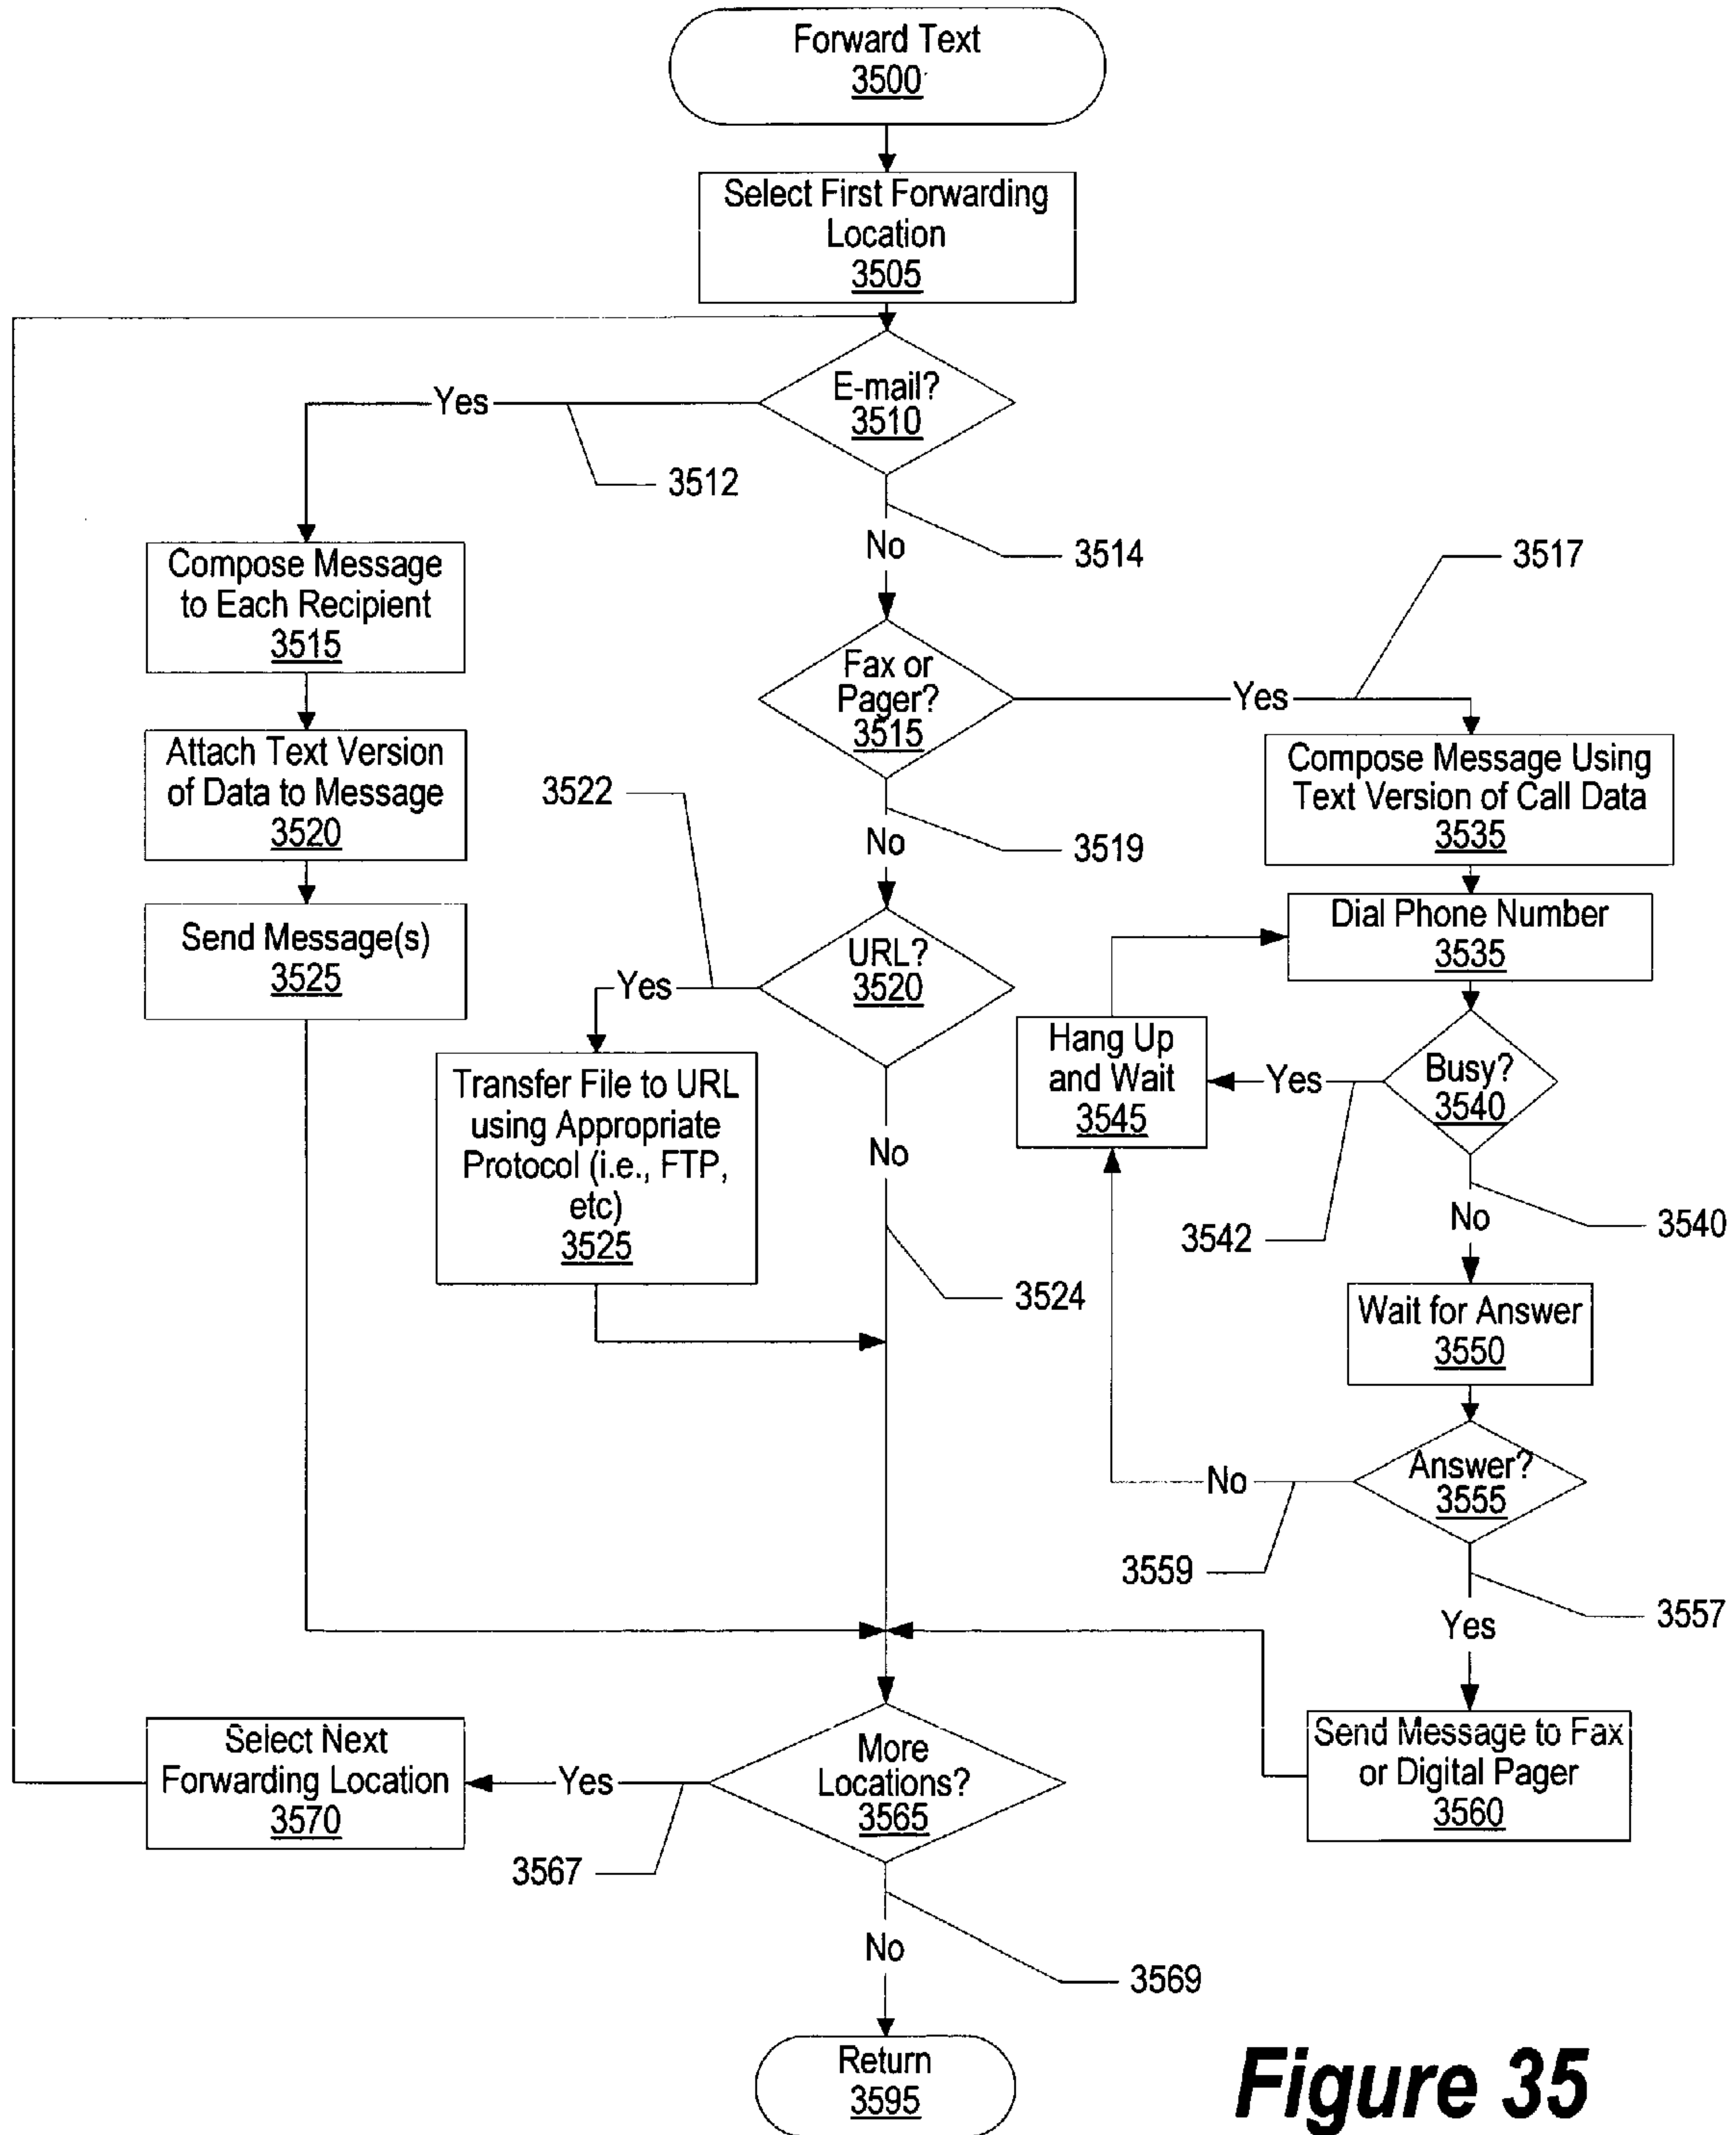 Forward Text
3500
Select First Forwarding
Location
3505
E-mail?
3510
Yes
3512
No
3514
Compose Message
to Each Recipient
3515
Attach Text Version
of Data to Message
3520
Send Message(s)
3525
Fax or
Pager?
3515
Yes
3517
No
3519
URL?
3520
3522
Yes
Transfer File to URL
using Appropriate
Protocol (i.e., FTP,
etc)
3525
No
3524
Compose Message Using
Text Version of Call Data
3535
Dial Phone Number
3535
Busy?
3540
Yes
3542
Hang Up
and Wait
3545
No
3540
Wait for Answer
3550
Answer?
3555
No
3559
Yes
3557
Send Message to Fax
or Digital Pager
3560
More
Locations?
3565
Yes
3567
Select Next
Forwarding Location
3570
No
3569
Return
3595
Figure 35